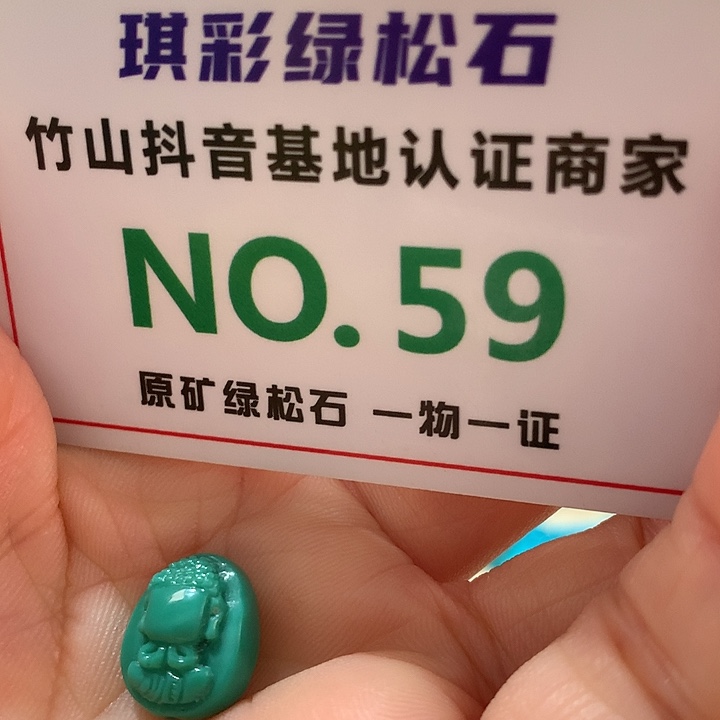 琪彩绿松石
竹山抖音基地认证商家
NO.59
原矿绿松石 一物一证